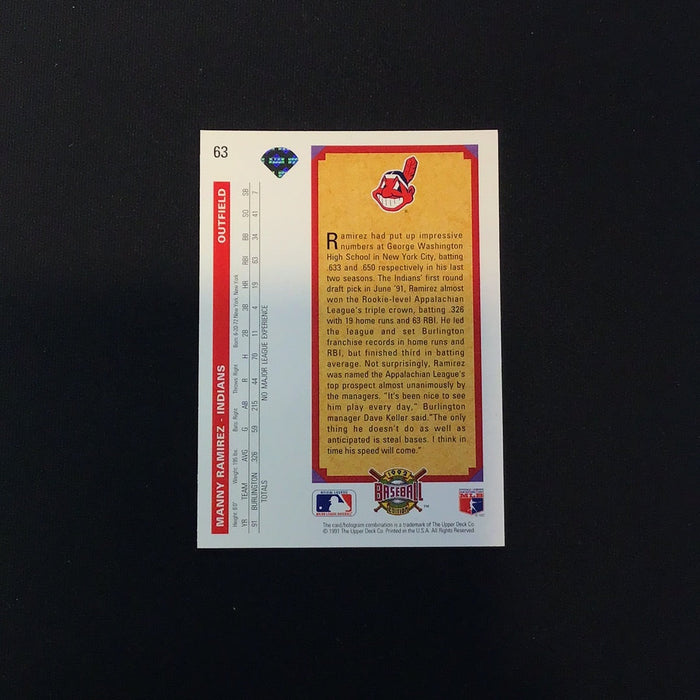 63
MANNY RAMIREZ - INDIANS OUTFIELD
Height: 6'0" Weight: 195 lbs. Bats: Right Throws: Right Born: 5-30-72 New York, New York
YR TEAM AVG G AB R H 2B 3B HR RBI BB SO SB
91 BURLINGTON .326 59 215 44 70 11 4 19 63 34 41 7
TOTALS NO MAJOR LEAGUE EXPERIENCE
Ramirez had put up impressive
numbers at George Washington
High School in New York City, batting
.633 and .650 respectively in his last
two seasons. The Indians' first round
draft pick in June '91, Ramirez almost
won the Rookie-level Appalachian
League's triple crown, batting .326
with 19 home runs and 63 RBI. He led
the league and set Burlington
franchise records in home runs and
RBI, but finished third in batting
average. Not surprisingly, Ramirez
was named the Appalachian League's
top prospect almost unanimously by
the managers. "It's been nice to see
him play every day," Burlington
manager Dave Keller said."The only
thing he doesn't do as well as
anticipated is steal bases. I think in
time his speed will come."
1992
BASEBALL
EDITION
TM
MLB
The card/hologram combination is a trademark of The Upper Deck Co.
© 1991 The Upper Deck Co. Printed in the U.S.A. All Rights Reserved.